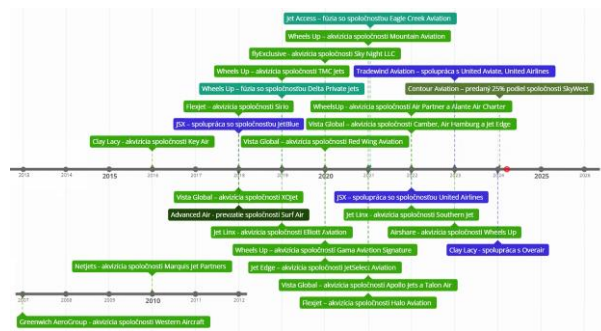 Jet Access – fúzia so spoločnosťou Eagle Creek Aviation
Wheels Up - akvizícia spoločnosti Mountain Aviation
flyExclusive - akvizícia spoločnosti Sky Night LLC
Wheels Up - akvizícia spoločnosti TMC Jets
Tradewind Aviation – spolupráca s United Aviate, United Airlines
Wheels Up – fúzia so spoločnosťou Delta Private Jets
Contour Aviation – predaný 25% podiel spoločnosti SkyWest
Flexjet - akvizícia spoločnosti Sirio
WheelsUp - akvizícia spoločnosti Air Partner a Alante Air Charter
JSX – spolupráca so spoločnosťou JetBlue
Vista Global - akvizícia spoločnosti Camber, Air Hamburg a Jet Edge
Clay Lacy - akvizícia spoločnosti Key Air
Vista Global - akvizícia spoločnosti Red Wing Aviation
2013 2014 2015 2016 2017 2018 2019 2020 2021 2022 2023 2024 2025 2026
Vista Global - akvizícia spoločnosti XOJet
JSX – spolupráca so spoločnosťou United Airlines
Advanced Air - prevzatie spoločnosti Surf Air
Jet Linx - akvizícia spoločnosti Southern Jet
Jet Linx - akvizícia spoločnosti Elliott Aviation
Airshare - akvizícia spoločnosti Wheels Up
Wheels Up - akvizícia spoločnosti Gama Aviation Signature
Clay Lacy - spolupráca s Overair
Netjets - akvizícia spoločnosti Marquis Jet Partners
Jet Edge - akvizícia spoločnosti JetSelect Aviation
Vista Global - akvizícia spoločnosti Apollo Jets a Talon Air
2007 2008 2009 2010 2011 2012
Flexjet – akvizícia spoločnosti Halo Aviation
Greenwich AeroGroup - akvizícia spoločnosti Western Aircraft